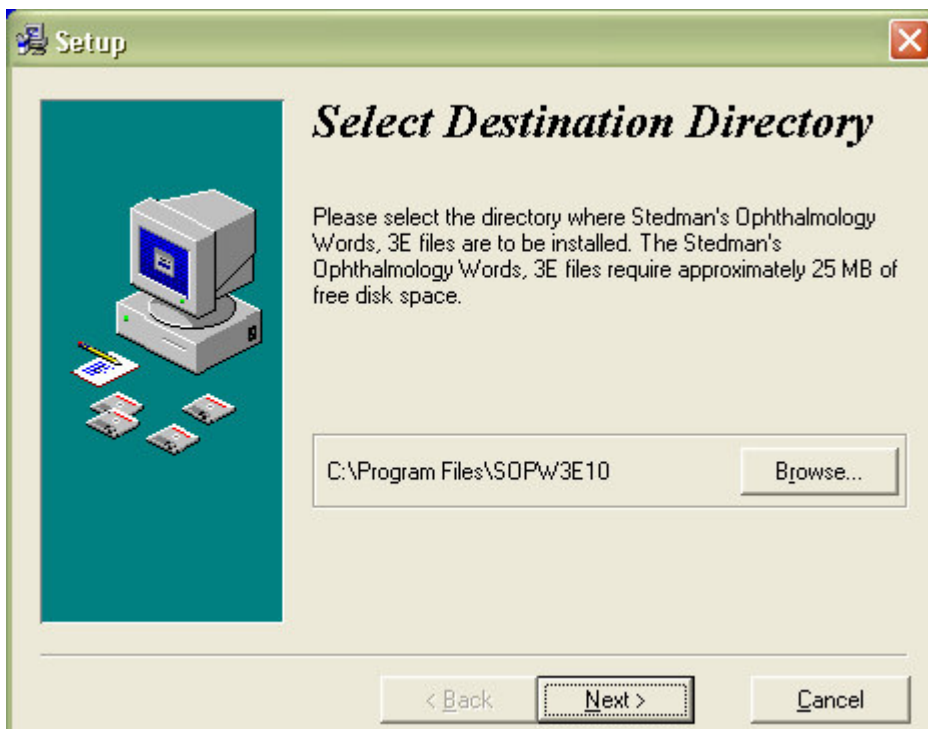 Setup
Select Destination Directory
Please select the directory where Stedman's Ophthalmology
Words, 3E files are to be installed. The Stedman's
Ophthalmology Words, 3E files require approximately 25 MB of
free disk space.
C:\Program Files\SOPW3E10
Browse...
< Back
Next >
Cancel